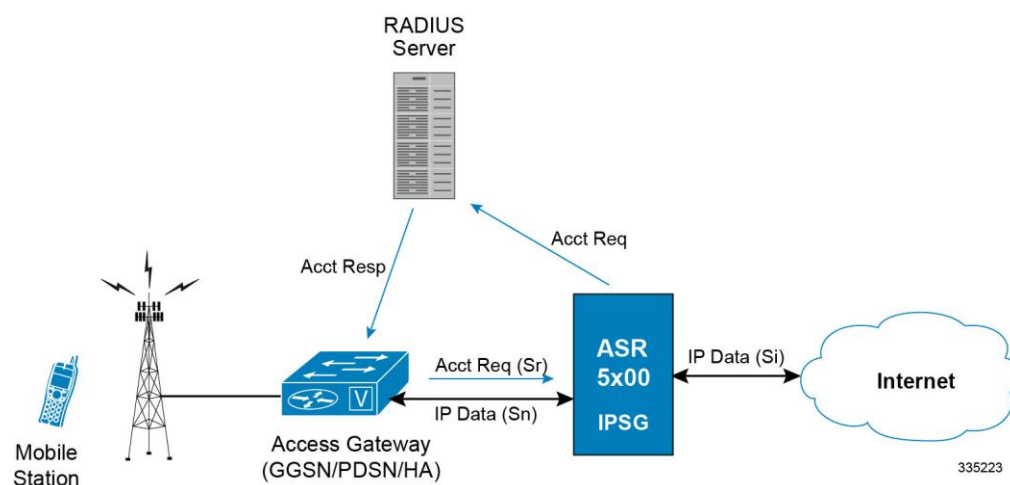 RADIUS
Server
Acct Req
Acct Resp
ASR
5x00
IPSG
Acct Req (Sr)
IP Data (Sn)
IP Data (Si)
Internet
V
Access Gateway
(GGSN/PDSN/HA)
Mobile
Station
335223